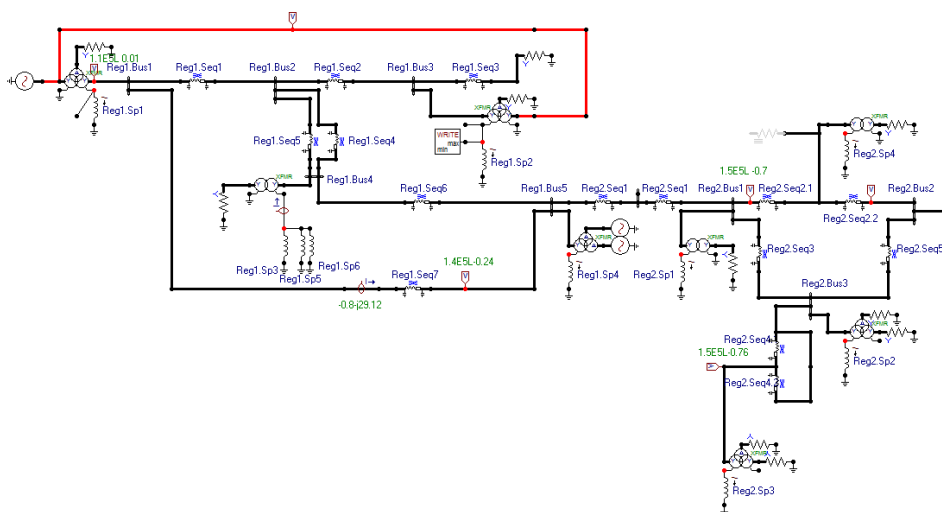 V
1.1E5L-0.01
XFMR
V
Reg1.Bus1
Reg1.Seq1
Reg1.Bus2
Reg1.Seq2
Reg1.Bus3
Reg1.Seq3
Reg1.Sp1
XFMR
WRITE
max
min
Reg1.Sp2
Reg1.Seq5
Reg1.Seq4
Reg1.Bus4
XFMR
Reg1.Seq6
Reg1.Bus5
Reg2.Seq1
Reg2.Seq1
1.5E5L-0.7
Reg2.Bus1
V
Reg2.Seq2.1
XFMR
Reg2.Sp4
V
Reg2.Bus2
Reg2.Seq2.2
Reg2.Seq3
Reg2.Seq5
XFMR
XFMR
Reg1.Sp3
Reg1.Sp5
Reg1.Sp6
Reg1.Seq7
1.4E5L-0.24
V
-0.8-j29.12
Reg1.Sp4
Reg2.Sp1
Reg2.Bus3
XFMR
Reg2.Sp2
Reg2.Seq4
1.5E5L-0.76
XFMR
Reg2.Sp3